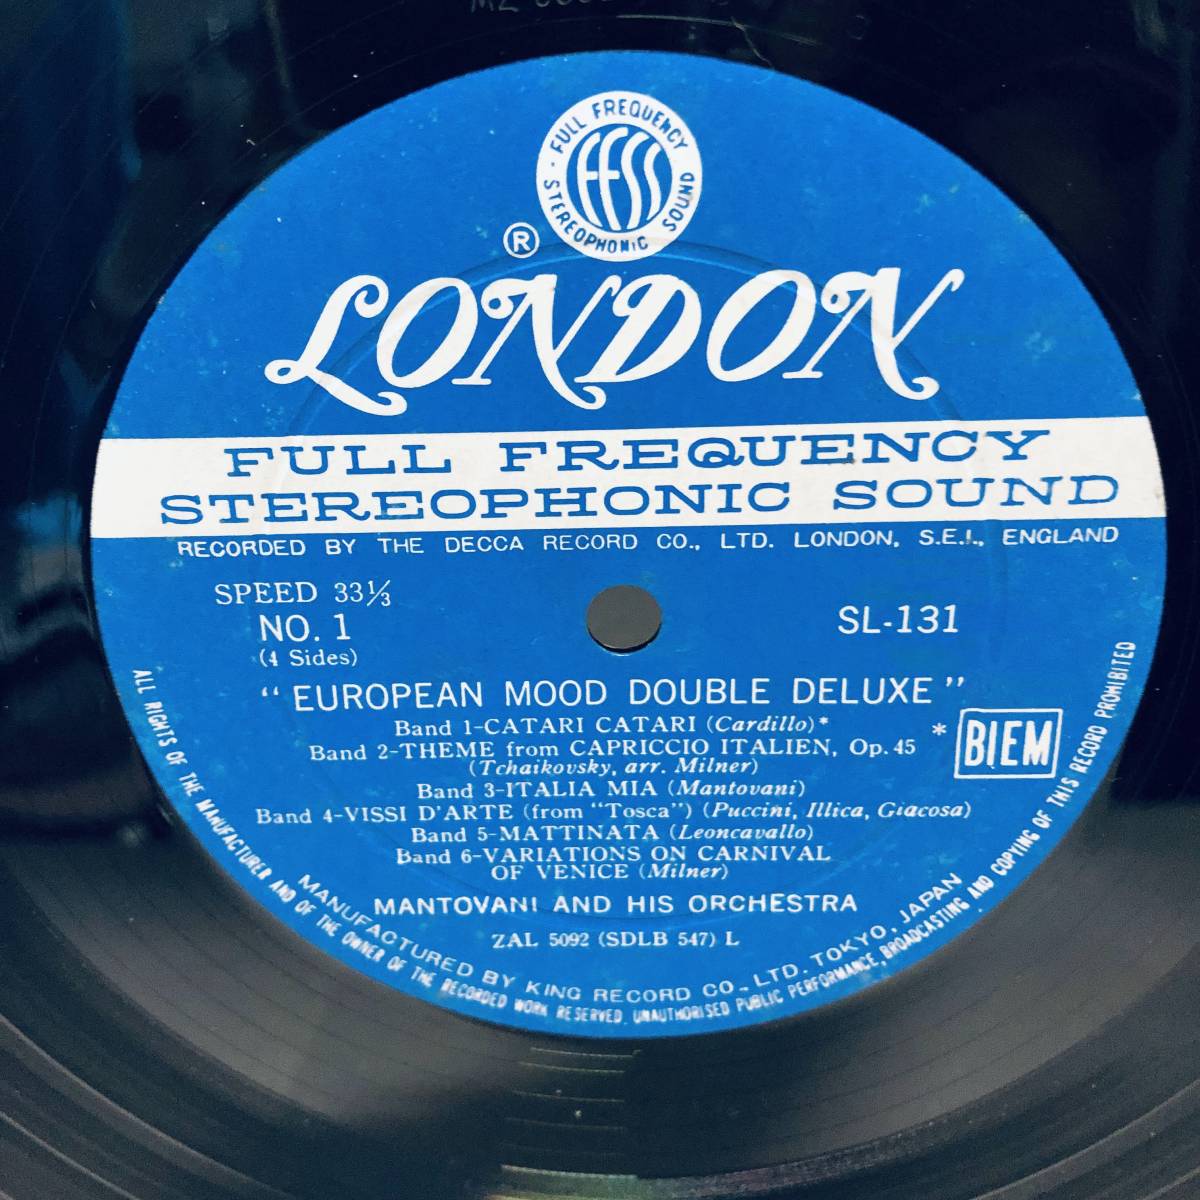 FULL FREQUENCY
STEREOPHONIC SOUND
FFSS
®
LONDON
FULL FREQUENCY
STEREOPHONIC SOUND
RECORDED BY THE DECCA RECORD CO., LTD. LONDON, S.E.1., ENGLAND
SPEED 33⅓
NO. 1
SL-131
(4 Sides)
"EUROPEAN MOOD DOUBLE DELUXE"
Band 1-CATARI CATARI (Cardillo)*
Band 2-THEME from CAPRICCIO ITALIEN, Op. 45
(Tchaikovsky, arr. Milner)
* BIEM
Band 3-ITALIA MIA (Mantovani)
Band 4-VISSI D'ARTE (from "Tosca") (Puccini, Illica, Giacosa)
Band 5-MATTINATA (Leoncavallo)
Band 6-VARIATIONS ON CARNIVAL
OF VENICE (Milner)
MANTOVANI AND HIS ORCHESTRA
ZAL 5092 (SDLB 547) L
MANUFACTURED BY KING RECORD CO., LTD. TOKYO, JAPAN
ALL RIGHTS OF THE MANUFACTURER AND OF THE OWNER OF THE RECORDED WORK RESERVED. UNAUTHORISED PUBLIC PERFORMANCE, BROADCASTING AND COPYING OF THIS RECORD PROHIBITED